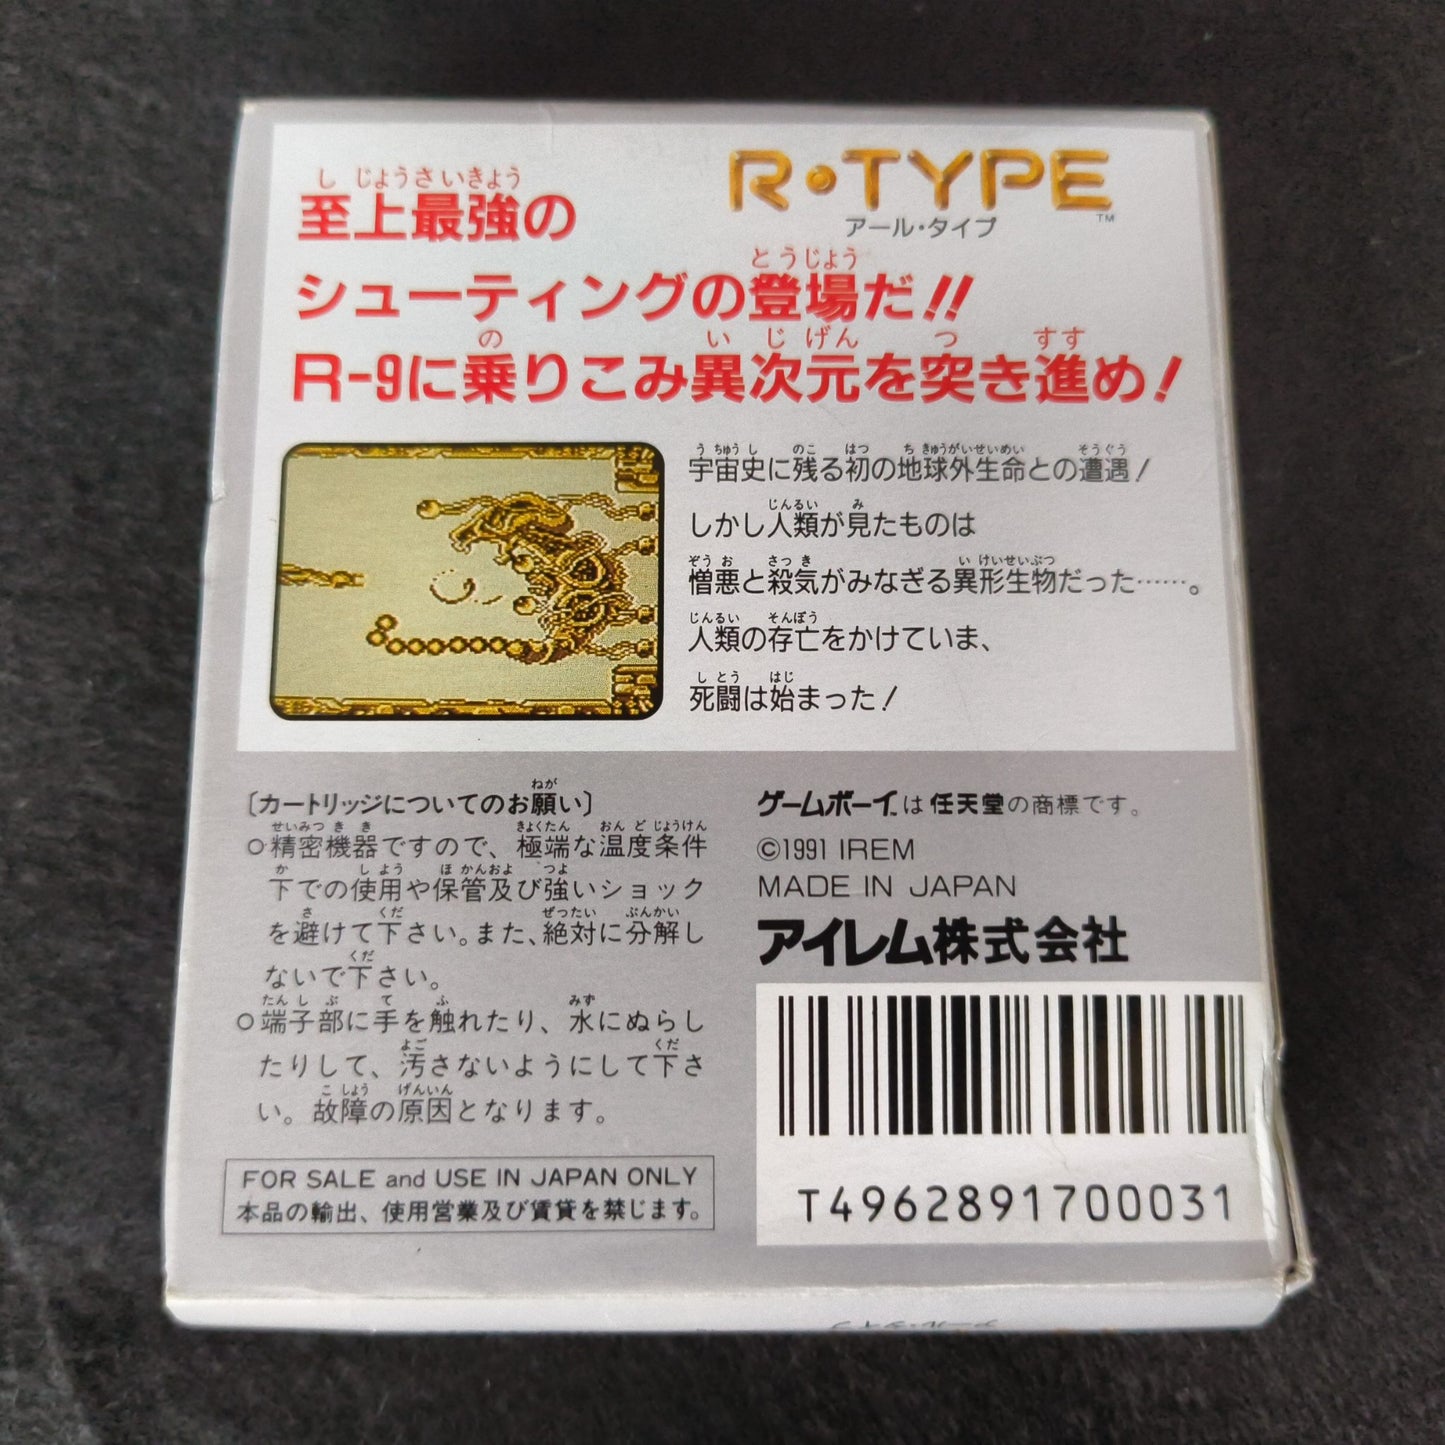 R・TYPE™
アール・タイプ
至上最強の
シューティングの登場だ!!
R-9に乗りこみ異次元を突き進め!
宇宙史に残る初の地球外生命との遭遇!
しかし人類が見たものは
憎悪と殺気がみなぎる異形生物だった……。
人類の存亡をかけていま、
死闘は始まった!
〔カートリッジについてのお願い〕
○精密機器ですので、極端な温度条件
下での使用や保管及び強いショック
を避けて下さい。また、絶対に分解し
ないで下さい。
○端子部に手を触れたり、水にぬらし
たりして、汚さないようにして下さ
い。故障の原因となります。
FOR SALE and USE IN JAPAN ONLY
本品の輸出、使用営業及び賃貸を禁じます。
ゲームボーイ™は任天堂の商標です。
©1991 IREM
MADE IN JAPAN
アイレム株式会社
T4962891700031
アール・タイプ